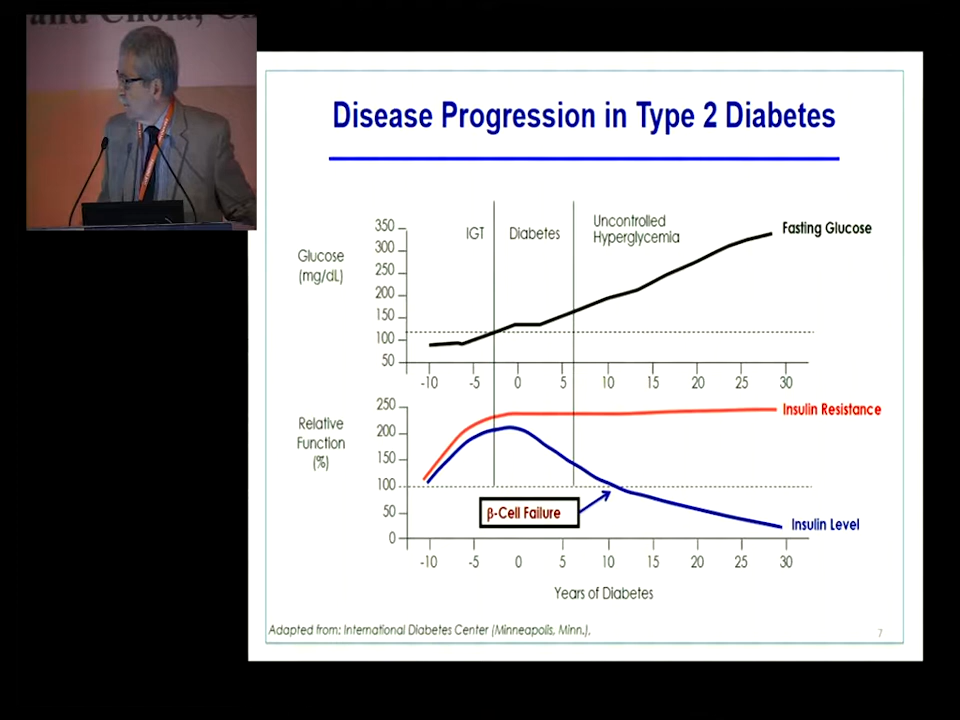 and
Disease Progression in Type 2 Diabetes
Glucose
(mg/dL)
350
300
250
200
150
100
50
IGT
Diabetes
Uncontrolled
Hyperglycemia
Fasting Glucose
-10 -5 0 5 10 15 20 25 30
Relative
Function
(%)
250
200
150
100
50
0
Insulin Resistance
β-Cell Failure
Insulin Level
-10 -5 0 5 10 15 20 25 30
Years of Diabetes
Adapted from: International Diabetes Center (Minneapolis, Minn.),
7